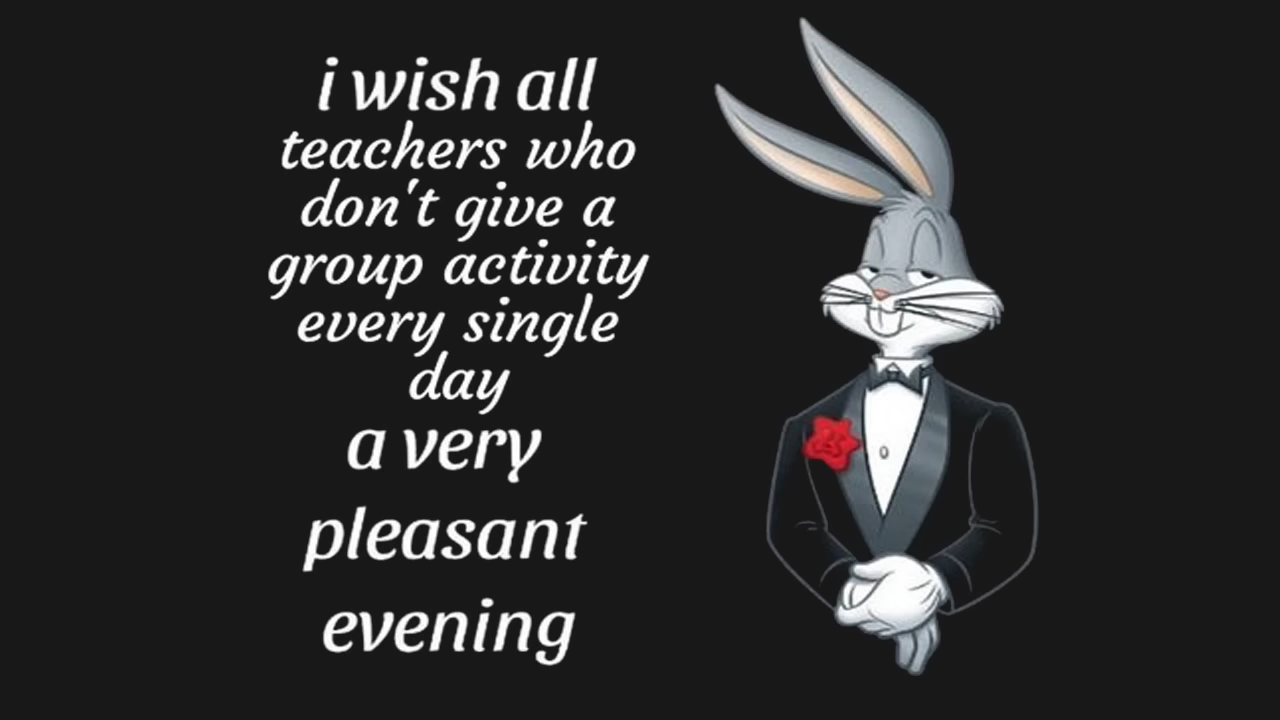 i wish all
teachers who
don't give a
group activity
every single
day
a very
pleasant
evening